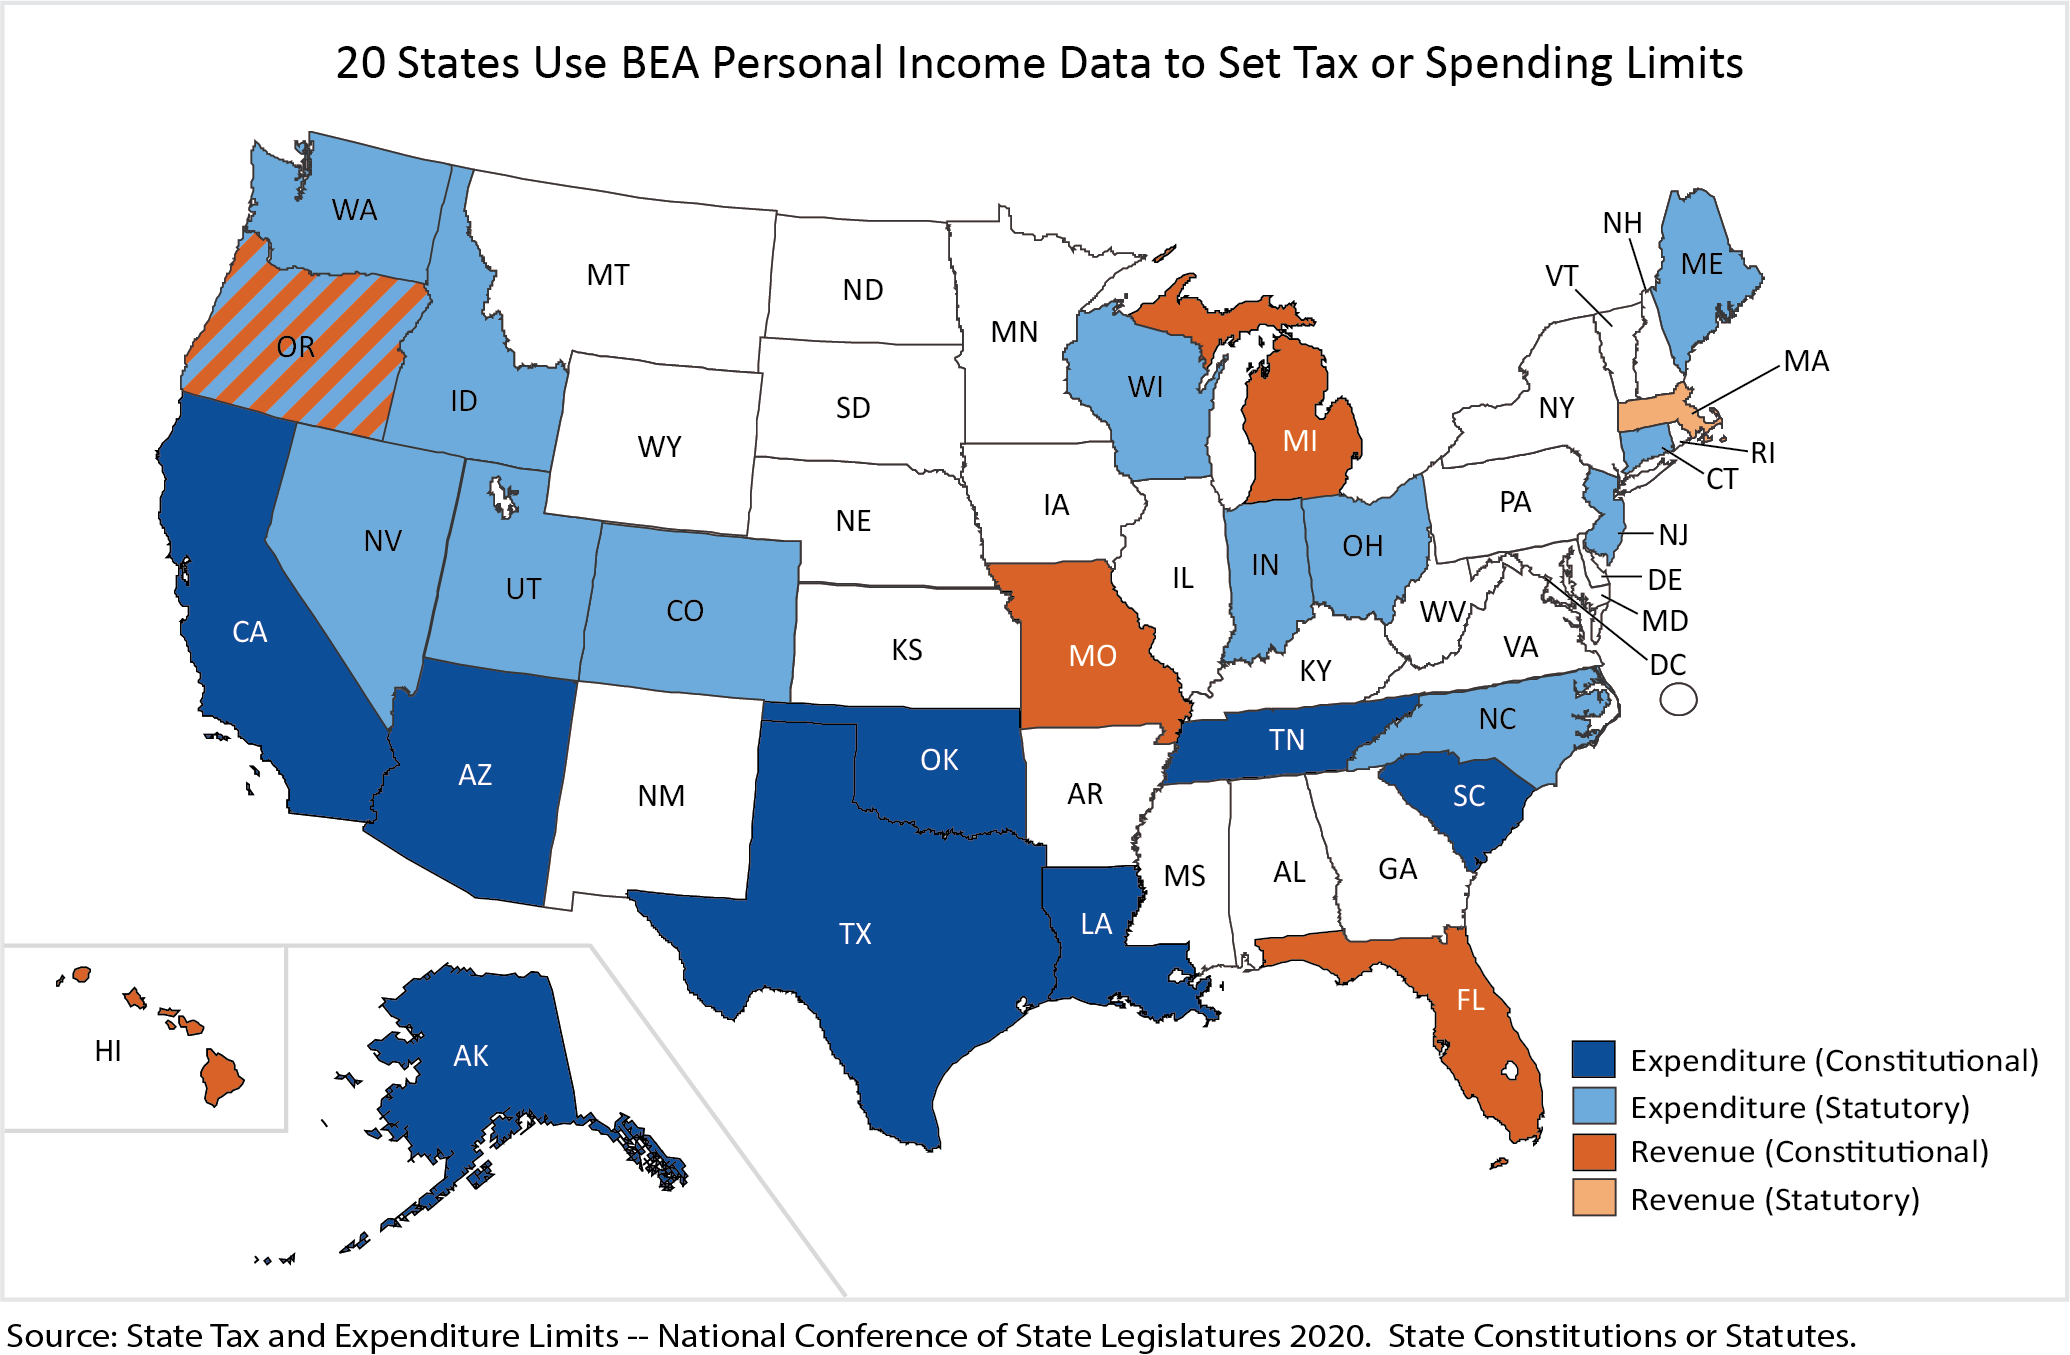 20 States Use BEA Personal Income Data to Set Tax or Spending Limits
WA
MT
ND
MN
NH
VT
ME
OR
ID
WY
SD
WI
MI
NY
MA
RI
CT
NV
UT
CO
NE
IA
IL
IN
OH
PA
NJ
DE
MD
DC
CA
KS
MO
KY
WV
VA
AZ
NM
OK
AR
TN
NC
SC
TX
LA
MS
AL
GA
FL
HI
AK
Expenditure (Constitutional)
Expenditure (Statutory)
Revenue (Constitutional)
Revenue (Statutory)
Source: State Tax and Expenditure Limits -- National Conference of State Legislatures 2020.  State Constitutions or Statutes.